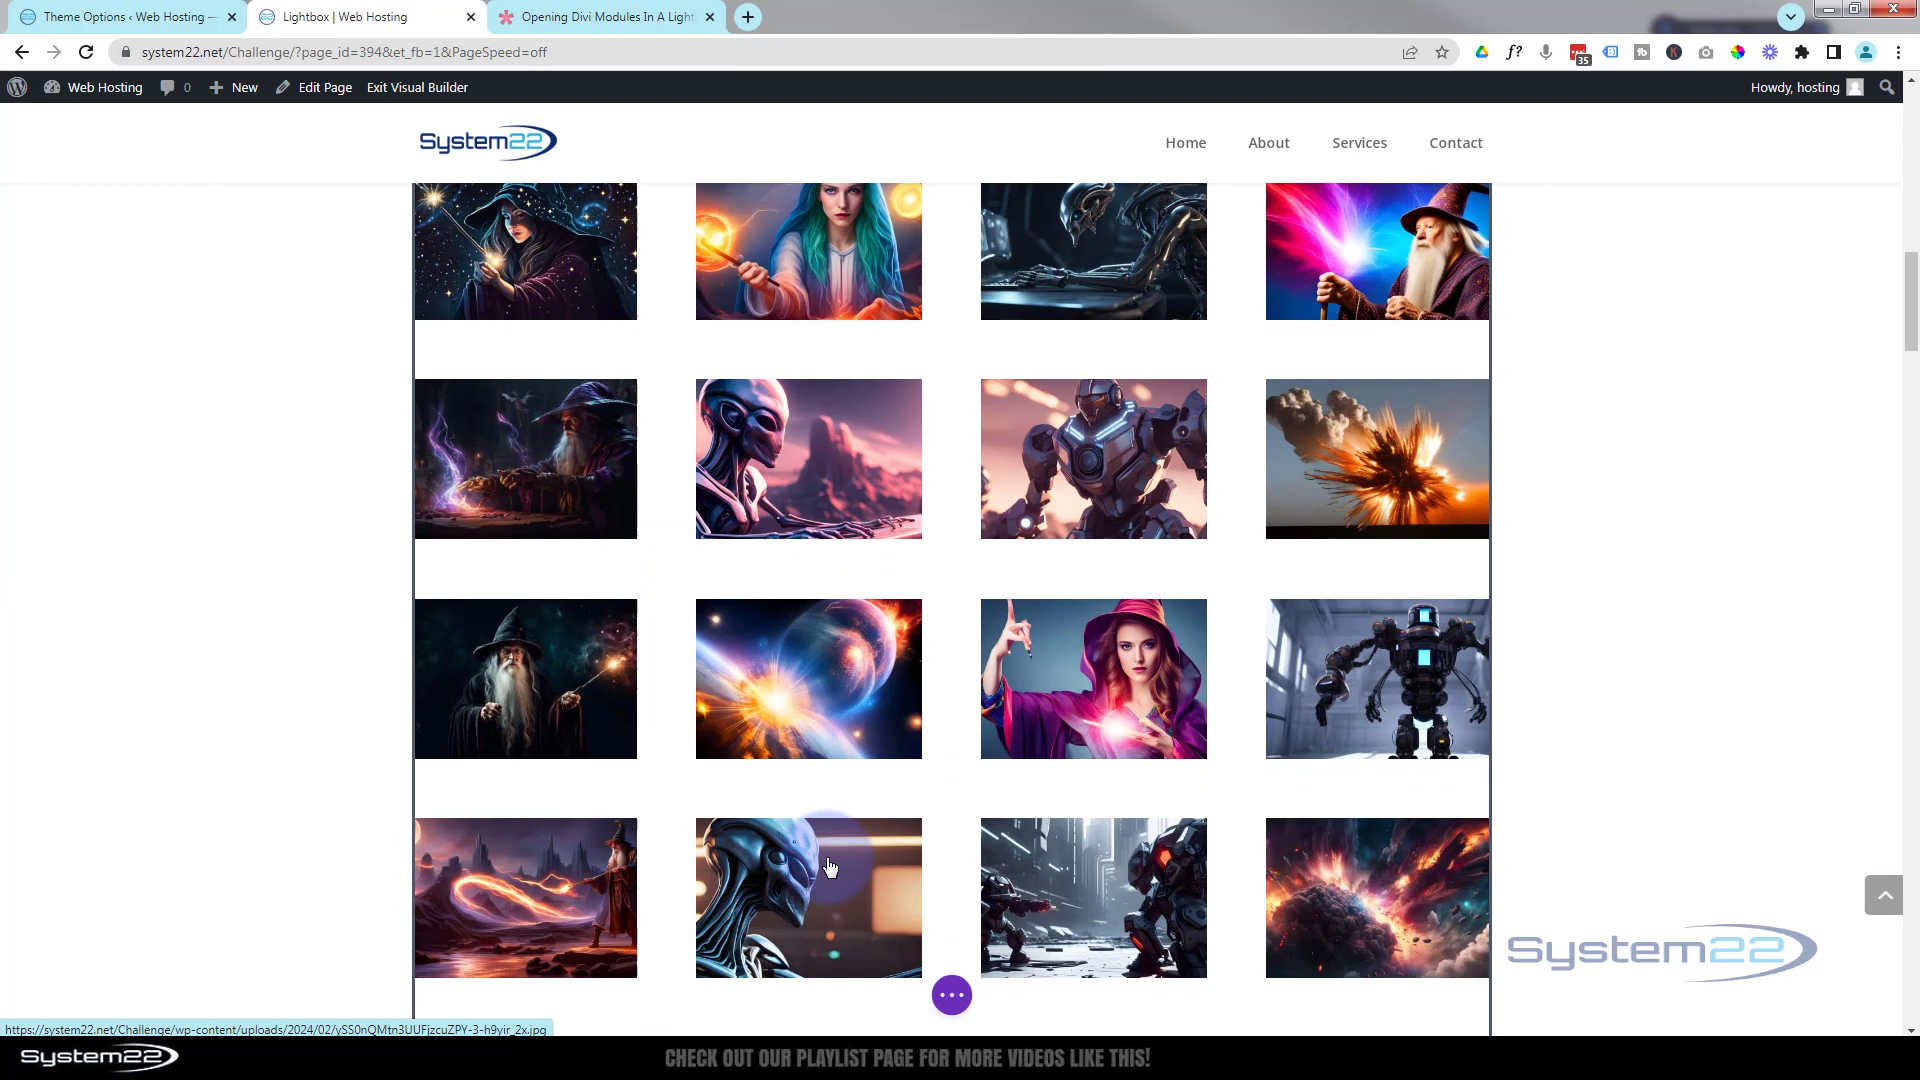 Theme Options ‹ Web Hosting —
Lightbox | Web Hosting
Opening Divi Modules In A Light
system22.net/Challenge/?page_id=394&et_fb=1&PageSpeed=off
f?
35
tb
K
Web Hosting
0
New
Edit Page
Exit Visual Builder
Howdy, hosting
System22
Home
About
Services
Contact
System22
https://system22.net/Challenge/wp-content/uploads/2024/02/ySS0nQMtn3UUFjzcuZPY-3-h9yir_2x.jpg
System22
CHECK OUT OUR PLAYLIST PAGE FOR MORE VIDEOS LIKE THIS!